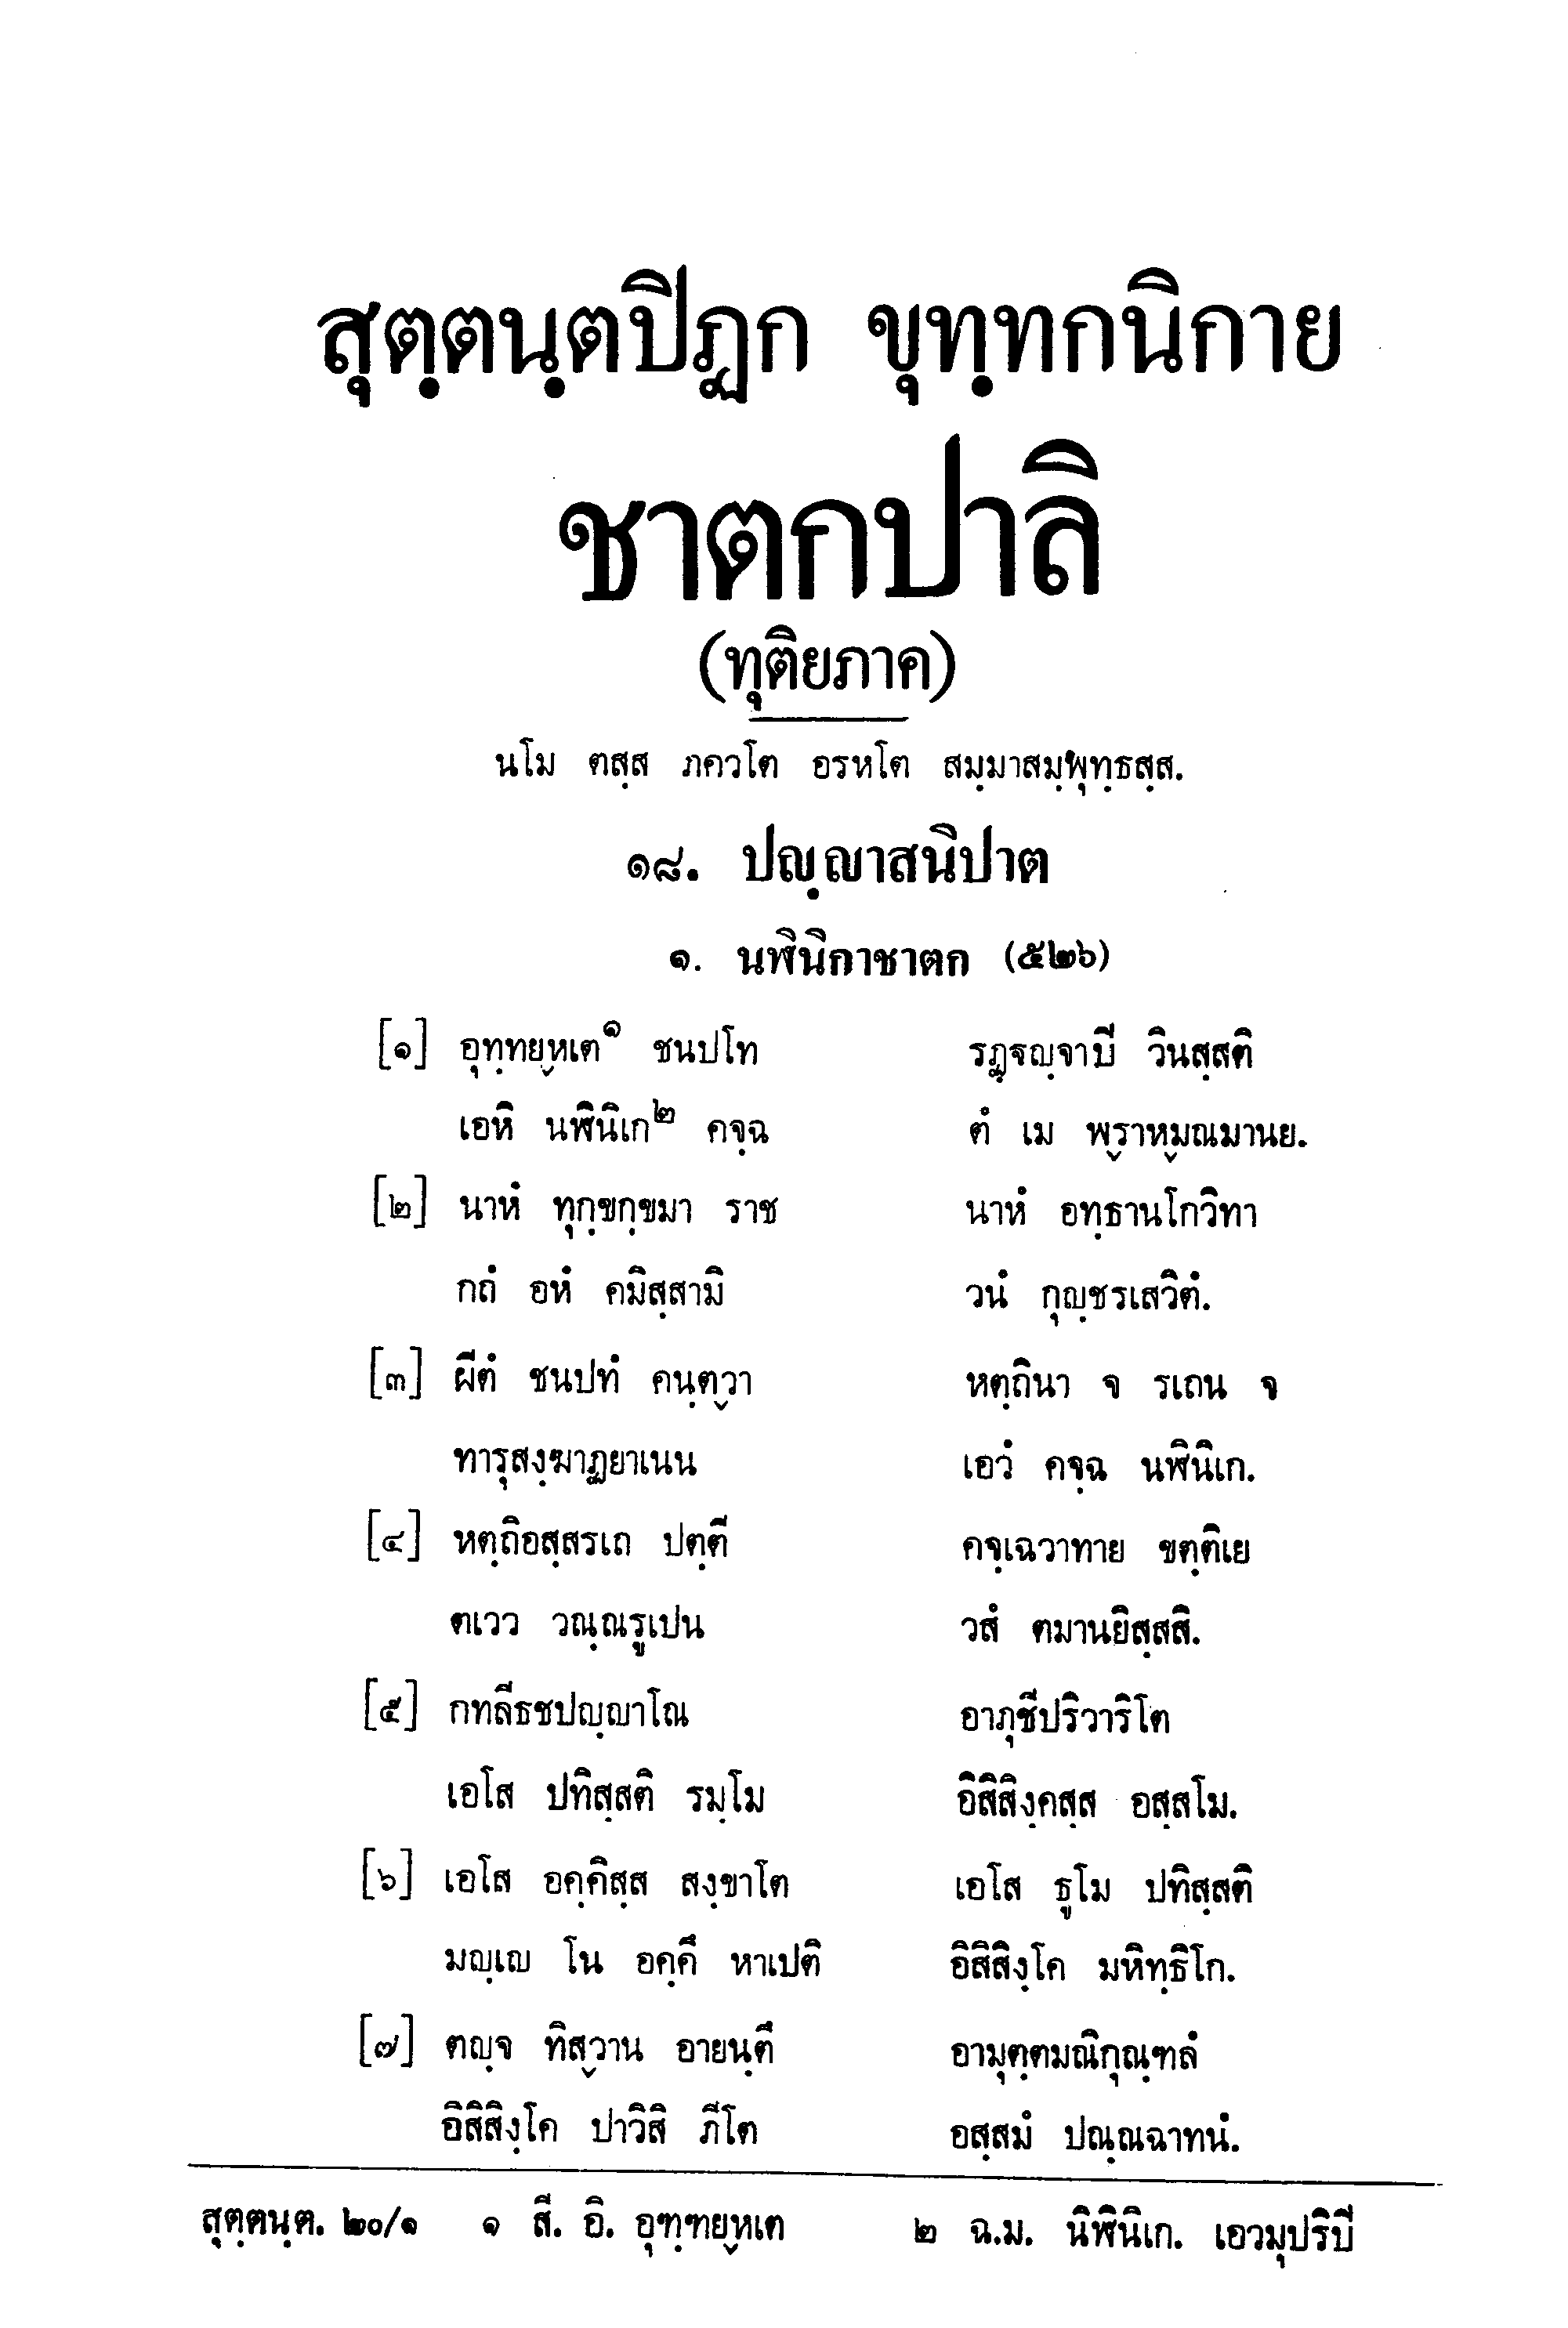 สุตฺตนฺตปิฏก ขุทฺทกนิกาย
ชาตกปาลิ
(ทุติยภาค)
นโม ตสฺส ภควโต อรหโต สมฺมาสมฺพุทฺธสฺส.
๑๘. ปญฺญาสนิปาต
๑. นฬินิกาชาตก (๕๒๖)
[๑] อุทฺทยฺหเต๑ ชนปโท รฏฺฐญฺจาปิ วินสฺสติ
เอหิ นฬินิเก๒ คจฺฉ ตํ เม พฺราหฺมณมานย.
[๒] นาหํ ทุกฺขกฺขมา ราช นาหํ อทฺธานโกวิทา
กถํ อหํ คมิสฺสามิ วนํ กุญฺชรเสวิตํ.
[๓] ผีตํ ชนปทํ คนฺตฺวา หตฺถินา จ รเถน จ
ทารุสงฺฆาฏยาเนน เอวํ คจฺฉ นฬินิเก.
[๔] หตฺถิอสฺสรเถ ปตฺตี คจฺเฉวาทาย ขตฺติเย
ตเวว วณฺณรูเปน วสํ ตมานยิสฺสสิ.
[๕] กทลีธชปญฺญาโณ อาภุชีปริวาริโต
เอโส ปทิสฺสติ รมฺโม อิสิสิงฺคสฺส อสฺสโม.
[๖] เอโส อคฺคิสฺส สงฺขาโต เอโส ธูโม ปทิสฺสติ
มญฺเญ โน อคฺคึ หาเปติ อิสิสิงฺโค มหิทฺธิโก.
[๗] ตญฺจ ทิสฺวาน อายนฺตึ อามุตฺตมณิกุณฺฑลํ
อิสิสิงฺโค ปาวิสิ ภีโต อสฺสมํ ปณฺณฉาทนํ.
สุตฺตนฺต. ๒๐/๑ ๑ สี. อิ. อุฑฺฑยฺหเต ๒ ฉ.ม. นิฬินิเก. เอวมุปริปี